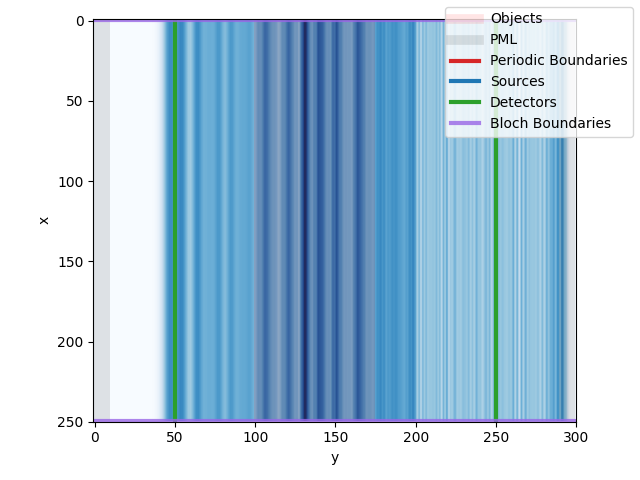 Objects
PML
Periodic Boundaries
Sources
Detectors
Bloch Boundaries
0
50
100
150
200
250
x
0 50 100 150 200 250 300
y